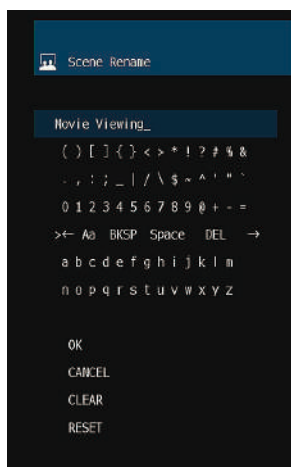 Scene Rename
Movie Viewing_
( ) [ ] { } < > * ! ? # % &
. , : ; _ | / \ $ ~ ^ ' " `
0 1 2 3 4 5 6 7 8 9 @ + - =
>← Aa BKSP Space DEL →
a b c d e f g h i j k l m
n o p q r s t u v w x y z
OK
CANCEL
CLEAR
RESET